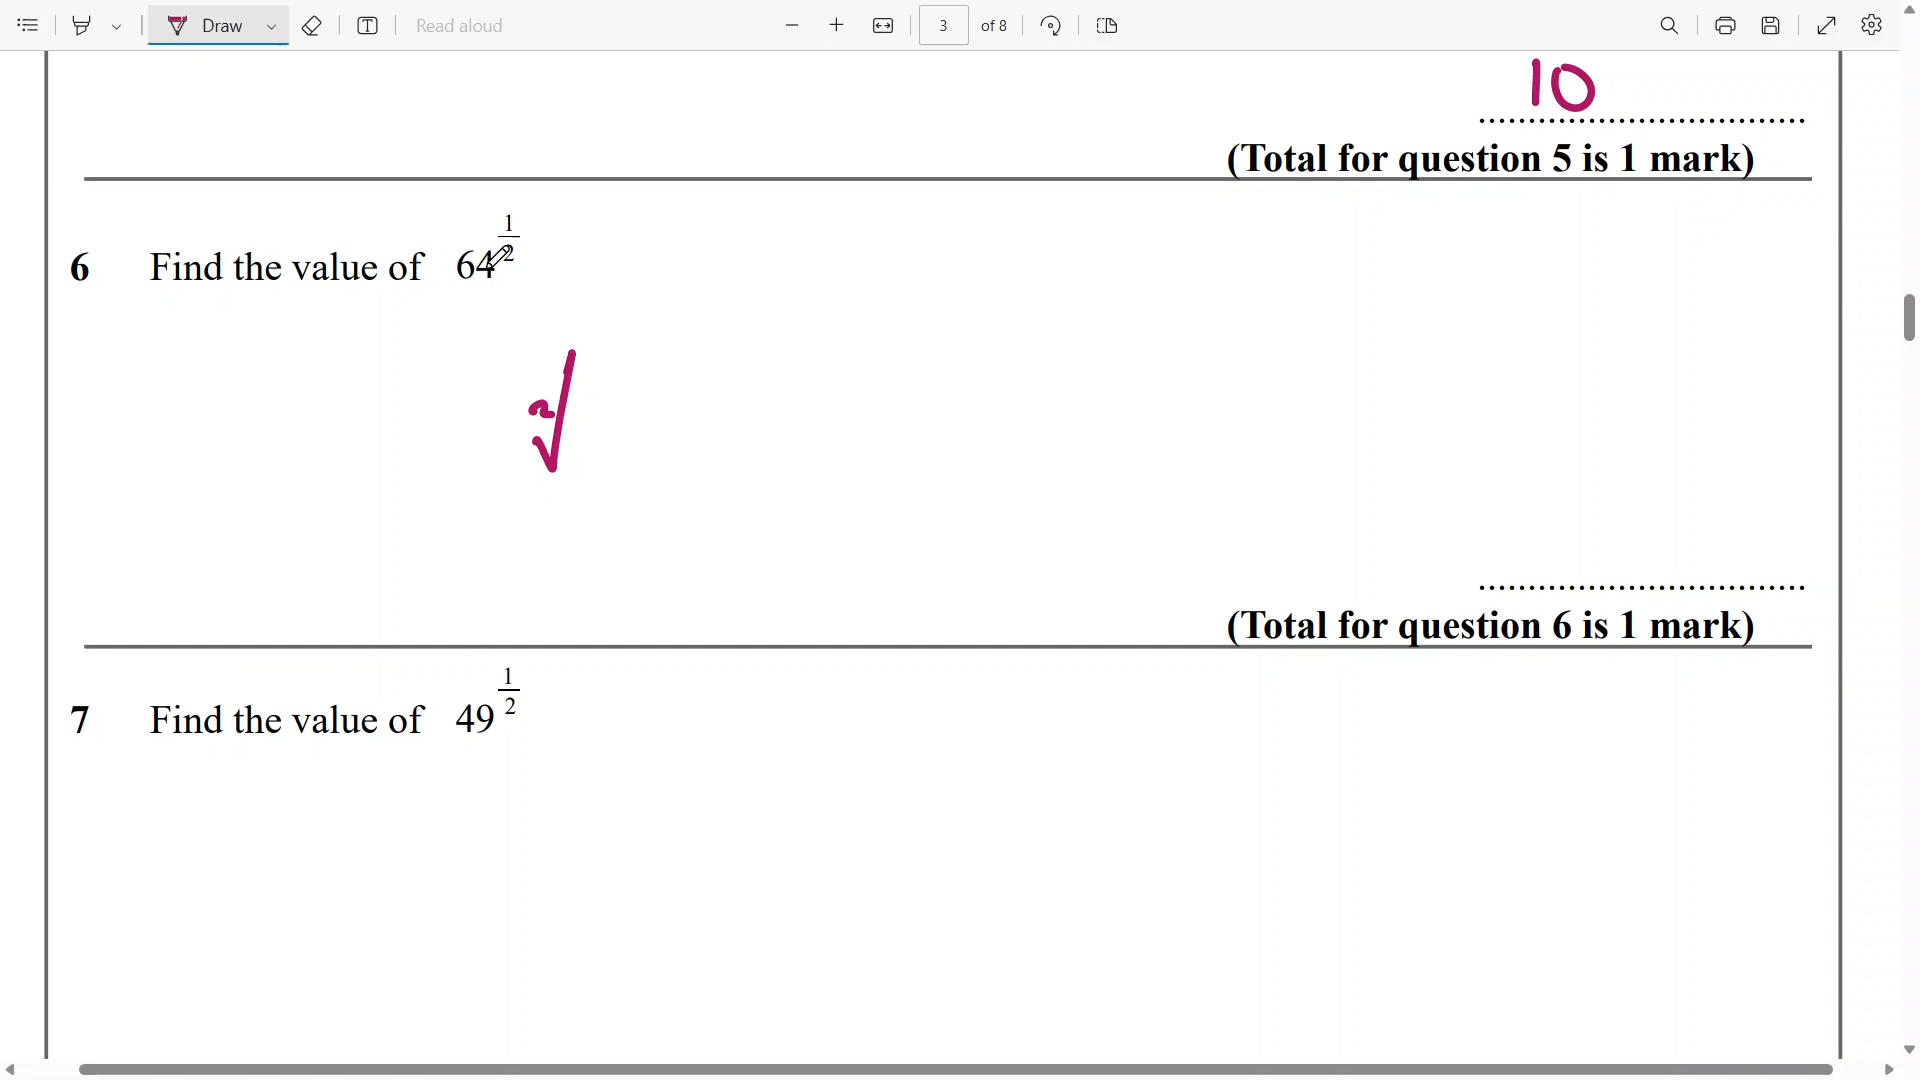 Draw Read aloud 3 of 8
10
................................
(Total for question 5 is 1 mark)
6 Find the value of 64^{1/2}
2√
................................
(Total for question 6 is 1 mark)
7 Find the value of 49^{1/2}